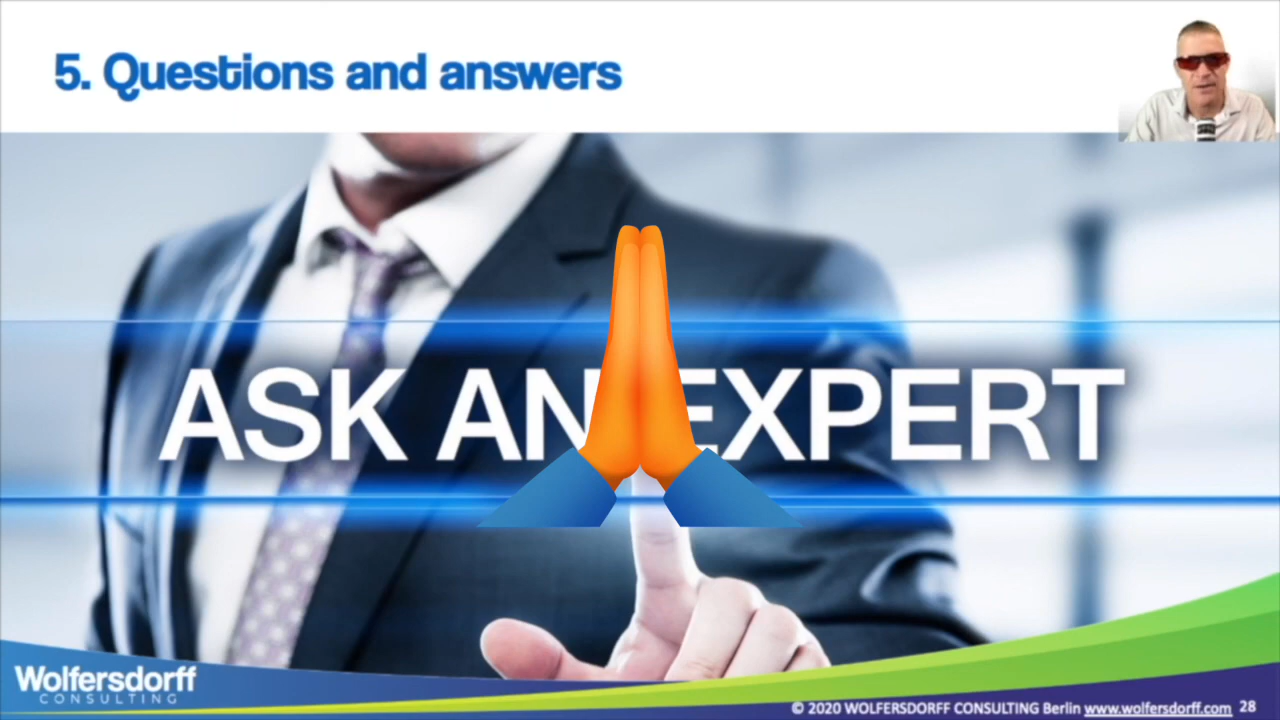 5. Questions and answers
ASK AN EXPERT
Wolfersdorff
CONSULTING
© 2020 WOLFERSDORFF CONSULTING Berlin www.wolfersdorff.com 28